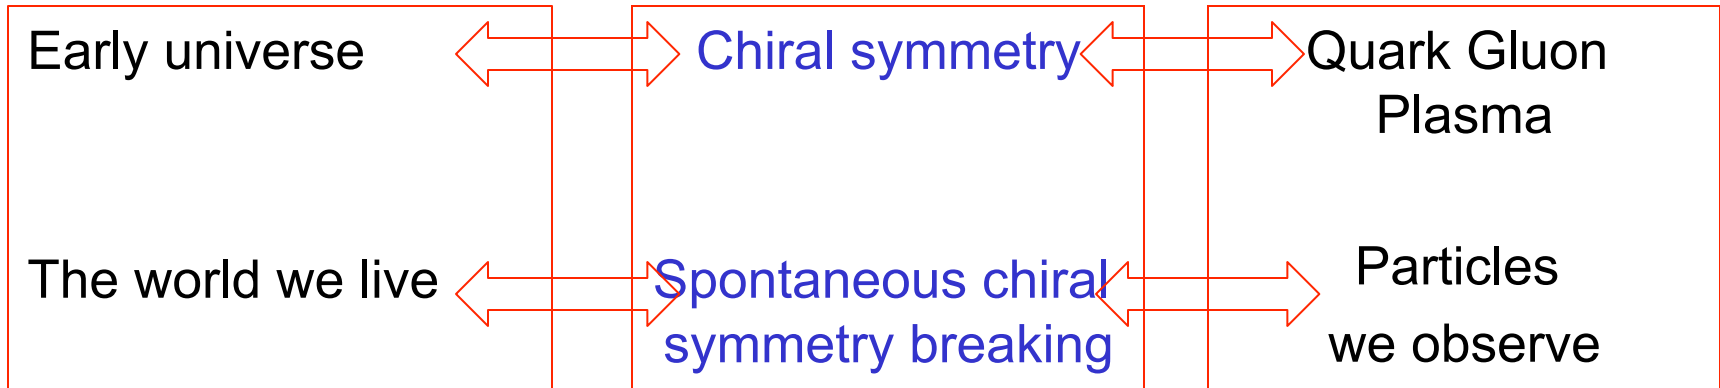 Early universe
Chiral symmetry
Quark Gluon
Plasma
The world we live
Spontaneous chiral
symmetry breaking
Particles
we observe